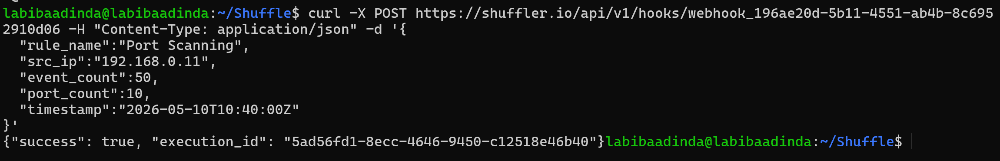 labibaadinda@labibaadinda:~/Shuffle$ curl -X POST https://shuffler.io/api/v1/hooks/webhook_196ae20d-5b11-4551-ab4b-8c695
2910d06 -H "Content-Type: application/json" -d '{
  "rule_name":"Port Scanning",
  "src_ip":"192.168.0.11",
  "event_count":50,
  "port_count":10,
  "timestamp":"2026-05-10T10:40:00Z"
}'
{"success": true, "execution_id": "5ad56fd1-8ecc-4646-9450-c12518e46b40"}labibaadinda@labibaadinda:~/Shuffle$